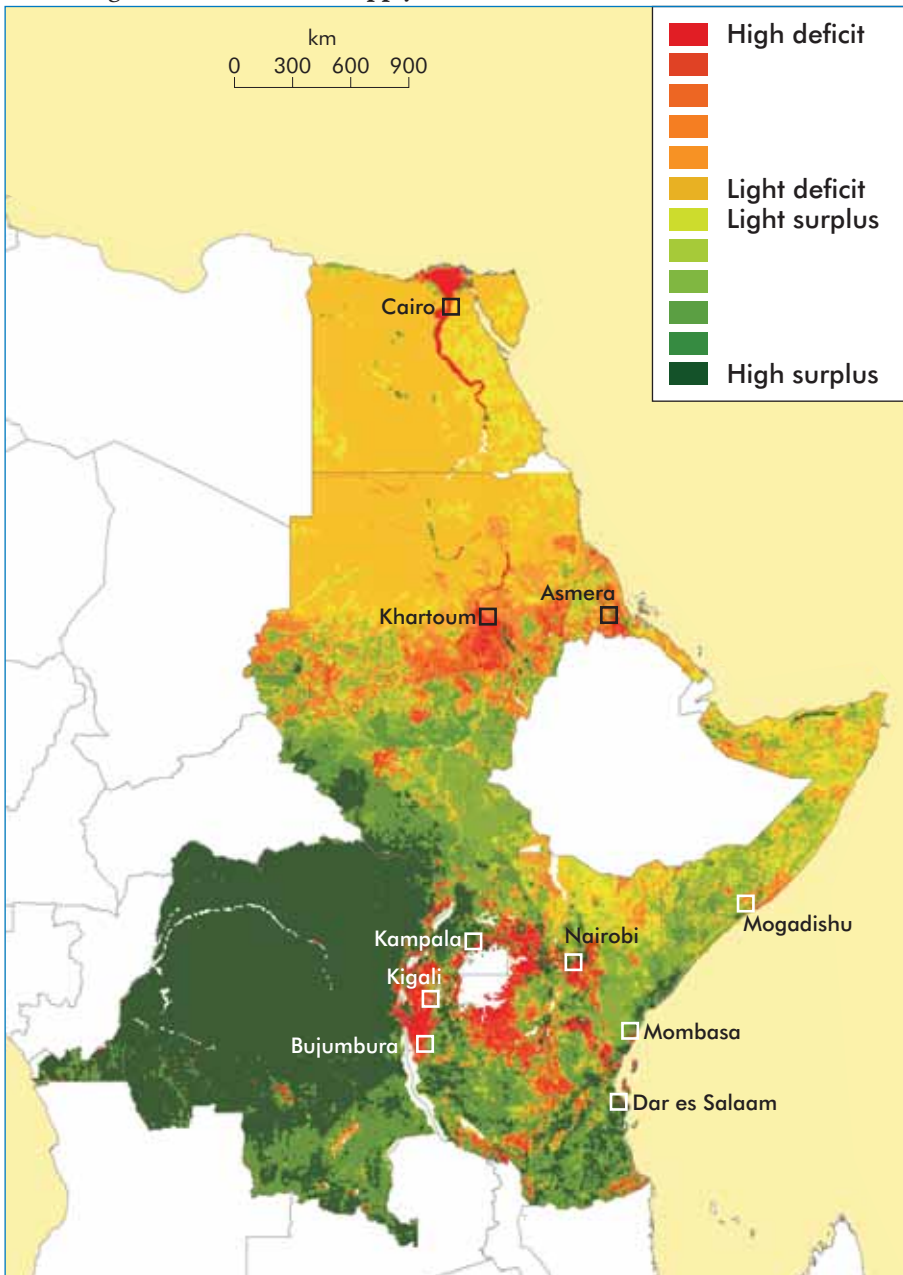 km
0 300 600 900
High deficit
Light deficit
Light surplus
High surplus
Cairo
Khartoum
Asmera
Mogadishu
Kampala
Nairobi
Kigali
Mombasa
Bujumbura
Dar es Salaam